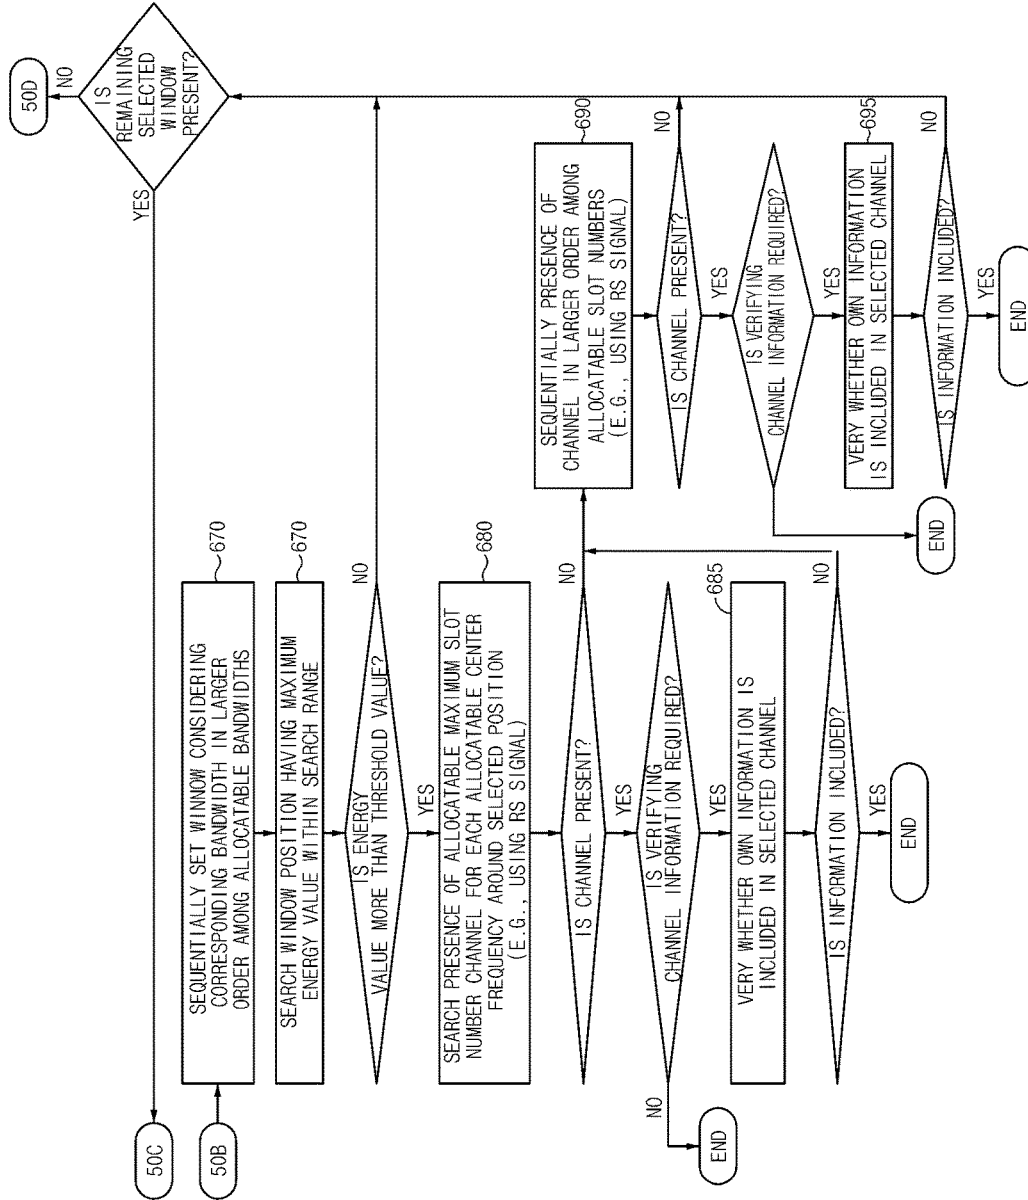 50C
50B
SEQUENTIALLY SET WINNOW CONSIDERING
CORRESPONDING BANDWIDTH IN LARGER
ORDER AMONG ALLOCATABLE BANDWIDTHS
670
SEARCH WINDOW POSITION HAVING MAXIMUM
ENERGY VALUE WITHIN SEARCH RANGE
670
IS ENERGY
VALUE MORE THAN THRESHOLD VALUE?
NO
YES
SEARCH PRESENCE OF ALLOCATABLE MAXIMUM SLOT
NUMBER CHANNEL FOR EACH ALLOCATABLE CENTER
FREQUENCY AROUND SELECTED POSITION
(E.G., USING RS SIGNAL)
680
IS CHANNEL PRESENT?
NO
YES
IS VERIFYING
CHANNEL INFORMATION REQUIRED?
NO
END
YES
VERY WHETHER OWN INFORMATION IS
INCLUDED IN SELECTED CHANNEL
685
IS INFORMATION INCLUDED?
NO
YES
END
SEQUENTIALLY PRESENCE OF
CHANNEL IN LARGER ORDER AMONG
ALLOCATABLE SLOT NUMBERS
(E.G., USING RS SIGNAL)
690
IS CHANNEL PRESENT?
NO
YES
IS VERIFYING
CHANNEL INFORMATION REQUIRED?
END
YES
VERY WHETHER OWN INFORMATION
IS INCLUDED IN SELECTED CHANNEL
695
IS INFORMATION INCLUDED?
NO
YES
END
IS
REMAINING
SELECTED
WINDOW
PRESENT?
YES
NO
50D